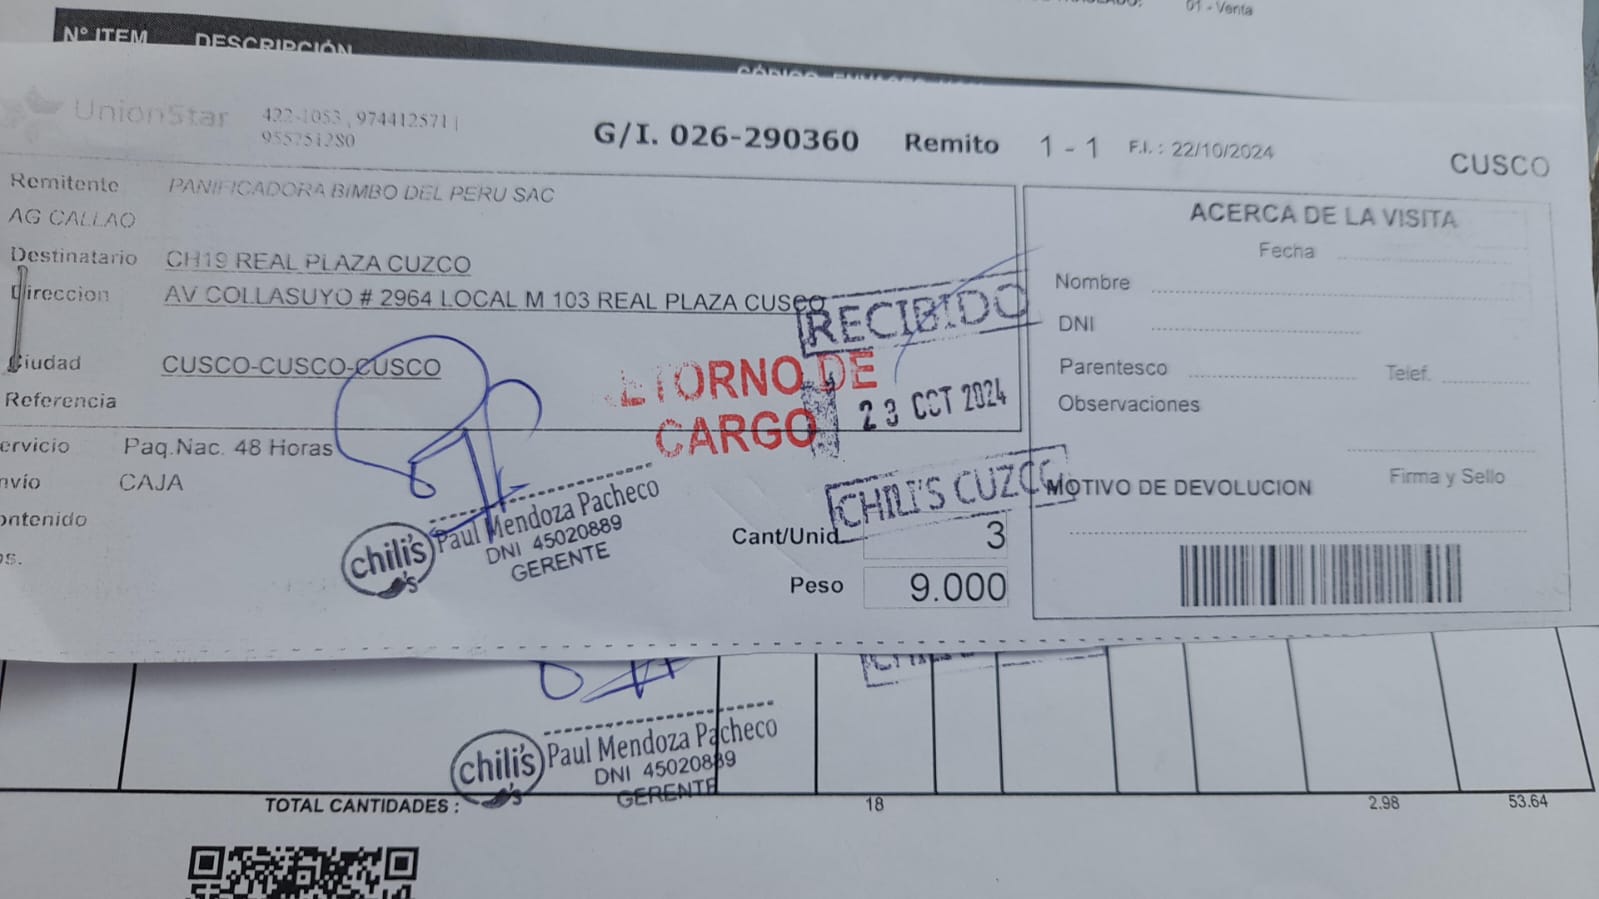 01 - Venta
N° ITEM DESCRIPCIÓN
UnionStar
422-1053 , 974412571 |
955751280
G/I. 026-290360 Remito 1 - 1 F.I. : 22/10/2024
CUSCO
Remitente PANIFICADORA BIMBO DEL PERU SAC
AG CALLAO
Destinatario CH19 REAL PLAZA CUZCO
Direccion AV COLLASUYO # 2964 LOCAL M 103 REAL PLAZA CUSCO
Ciudad CUSCO-CUSCO-CUSCO
Referencia
ervicio Paq.Nac. 48 Horas
nvío CAJA
ontenido
os.
RECIBIDO
ETORNO DE
CARGO
23 OCT 2024
CHILI'S CUZCO
chili's Paul Mendoza Pacheco
DNI 45020889
GERENTE
Cant/Unid 3
Peso 9.000
ACERCA DE LA VISITA
Fecha
Nombre
DNI
Parentesco Telef.
Observaciones
Firma y Sello
MOTIVO DE DEVOLUCION
chili's Paul Mendoza Pacheco
DNI 45020889
GERENTE
TOTAL CANTIDADES : 18 2.98 53.64